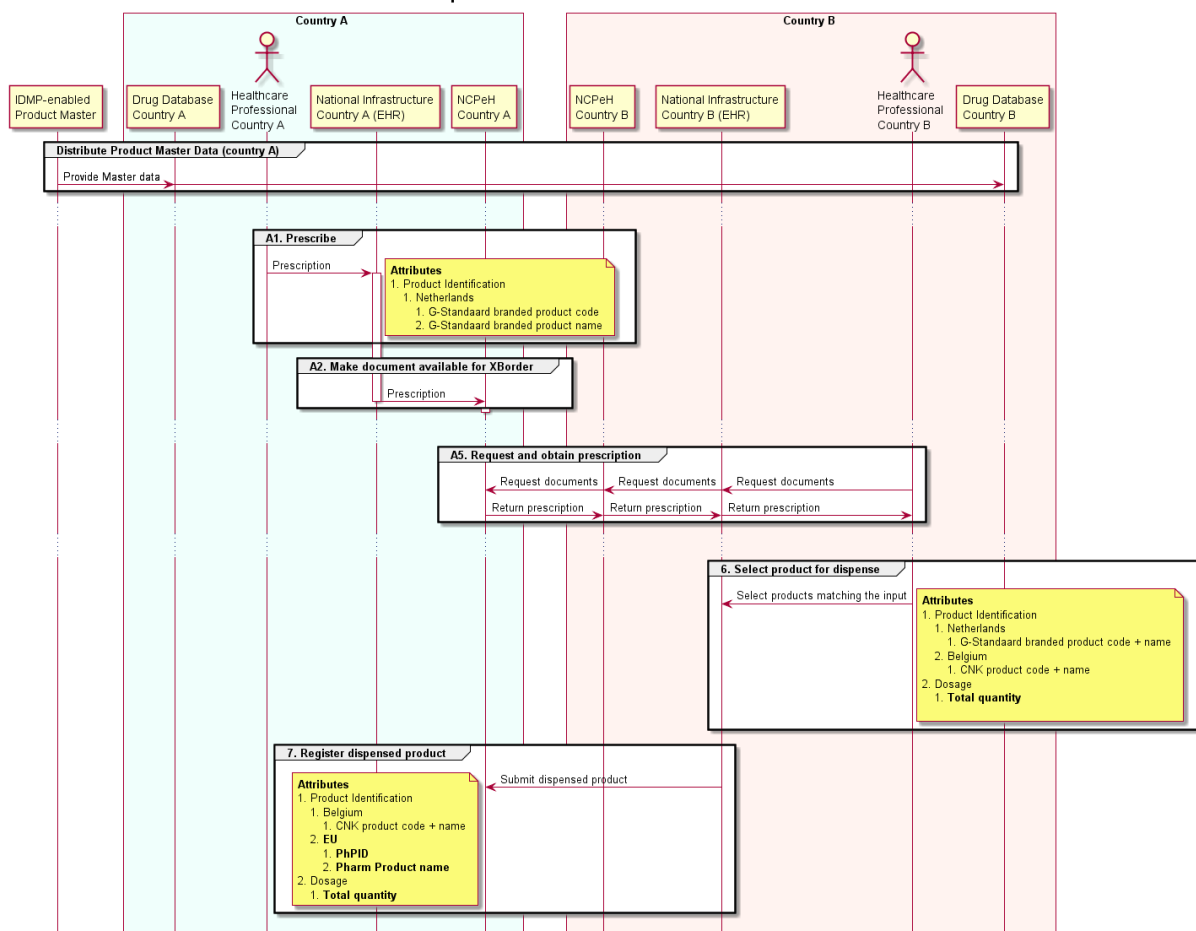 Country A
Country B
IDMP-enabled
Product Master
Drug Database
Country A
Healthcare
Professional
Country A
National Infrastructure
Country A (EHR)
NCPeH
Country A
NCPeH
Country B
National Infrastructure
Country B (EHR)
Healthcare
Professional
Country B
Drug Database
Country B
Distribute Product Master Data (country A)
Provide Master data
A1. Prescribe
Prescription
Attributes
1. Product Identification
1. Netherlands
1. G-Standaard branded product code
2. G-Standaard branded product name
A2. Make document available for XBorder
Prescription
A5. Request and obtain prescription
Request documents
Request documents
Request documents
Return prescription
Return prescription
Return prescription
6. Select product for dispense
Select products matching the input
Attributes
1. Product Identification
1. Netherlands
1. G-Standaard branded product code + name
2. Belgium
1. CNK product code + name
2. Dosage
1. Total quantity
7. Register dispensed product
Submit dispensed product
Attributes
1. Product Identification
1. Belgium
1. CNK product code + name
2. EU
1. PhPID
2. Pharm Product name
2. Dosage
1. Total quantity